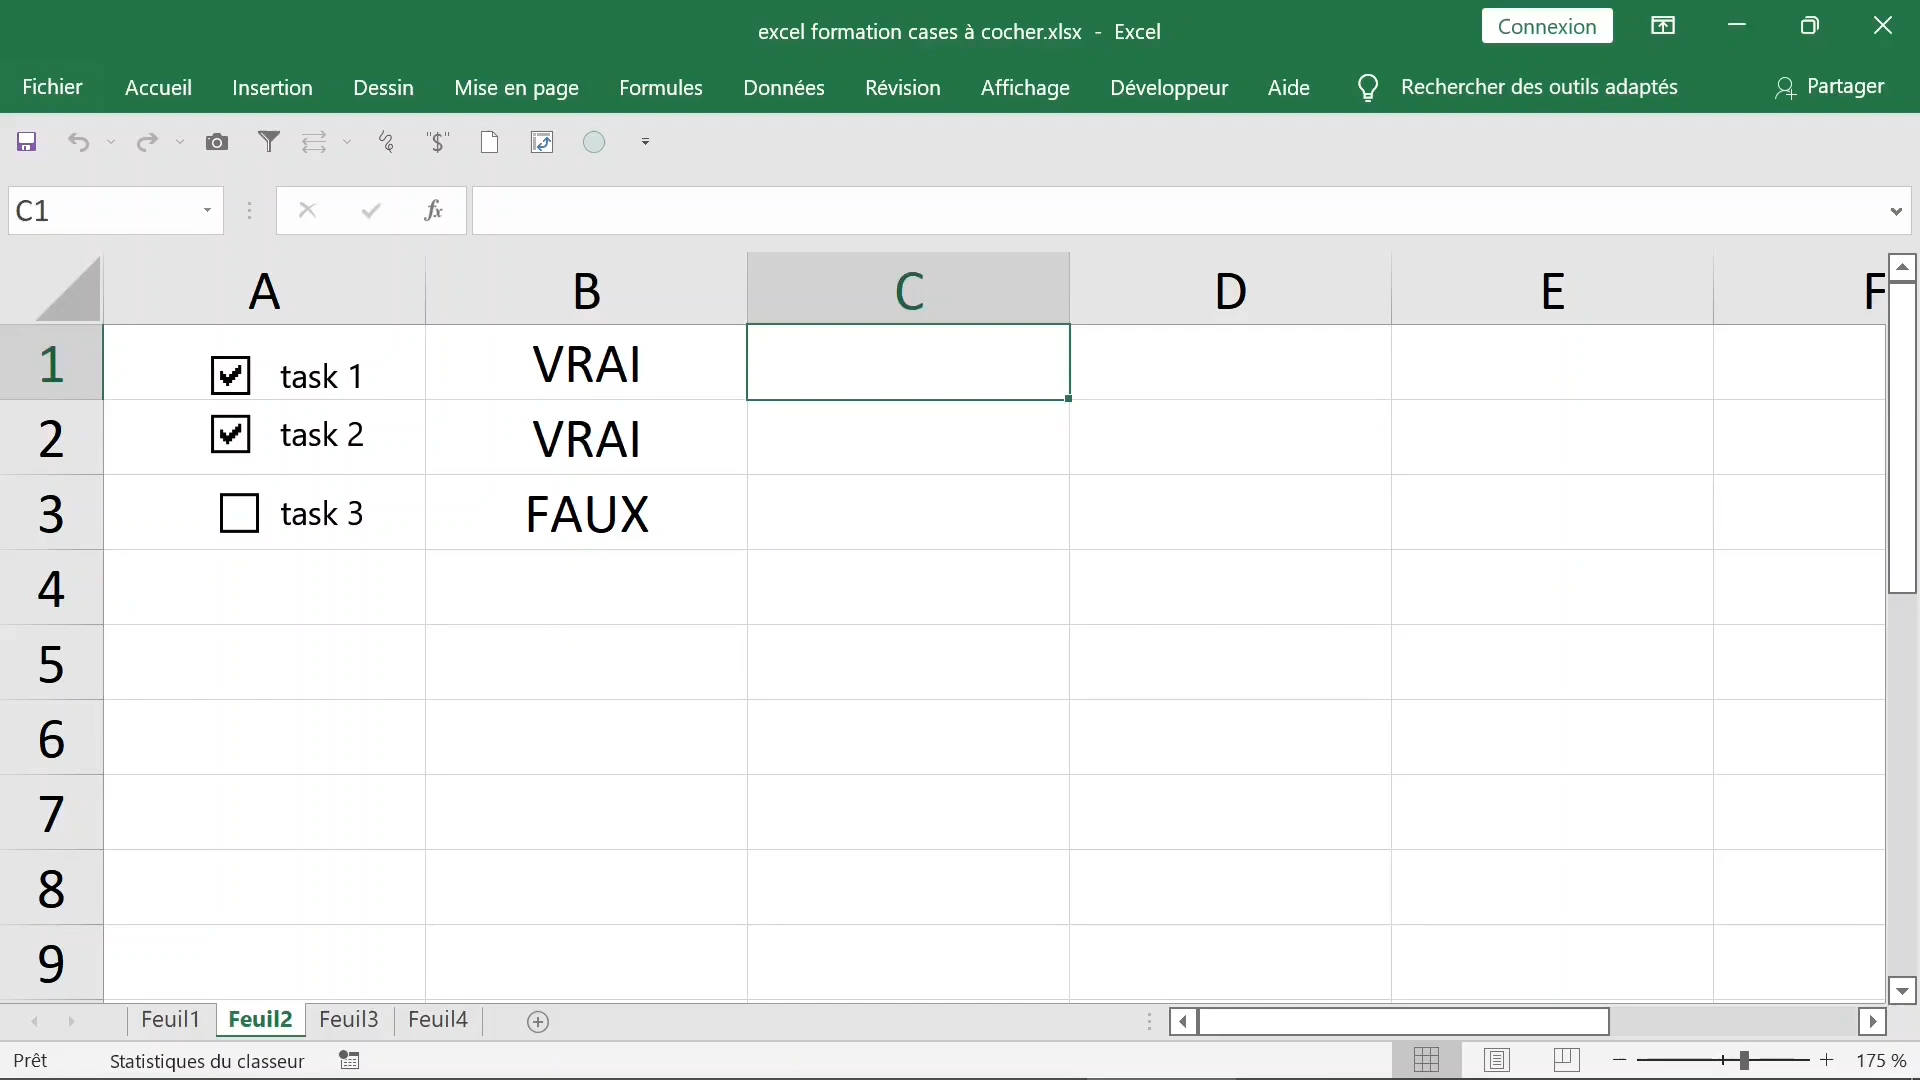 excel formation cases à cocher.xlsx - Excel
Connexion
Fichier Accueil Insertion Dessin Mise en page Formules Données Révision Affichage Développeur Aide Rechercher des outils adaptés Partager
"$"
C1 fx
A B C D E F
1 task 1 VRAI
2 task 2 VRAI
3 task 3 FAUX
4
5
6
7
8
9
Feuil1 Feuil2 Feuil3 Feuil4
Prêt Statistiques du classeur 175 %